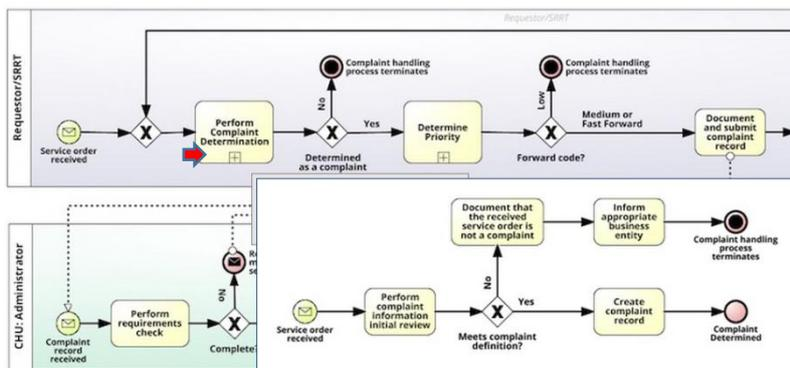 Requestor/SRRT
Requestor/SRRT
Service order
received
X
Perform
Complaint
Determination
X
Determined
as a complaint
No
Complaint handling
process terminates
Yes
Determine
Priority
X
Forward code?
Low
Complaint handling
process terminates
Medium or
Fast Forward
Document
and submit
complaint
record
CHU: Administrator
Complaint
record
received
Perform
requirements
check
X
Complete?
No
Service order
received
Perform
complaint
information
initial review
X
Meets complaint
definition?
No
Document that
the received
service order is
not a complaint
Inform
appropriate
business
entity
Complaint handling
process
terminates
Yes
Create
complaint
record
Complaint
Determined